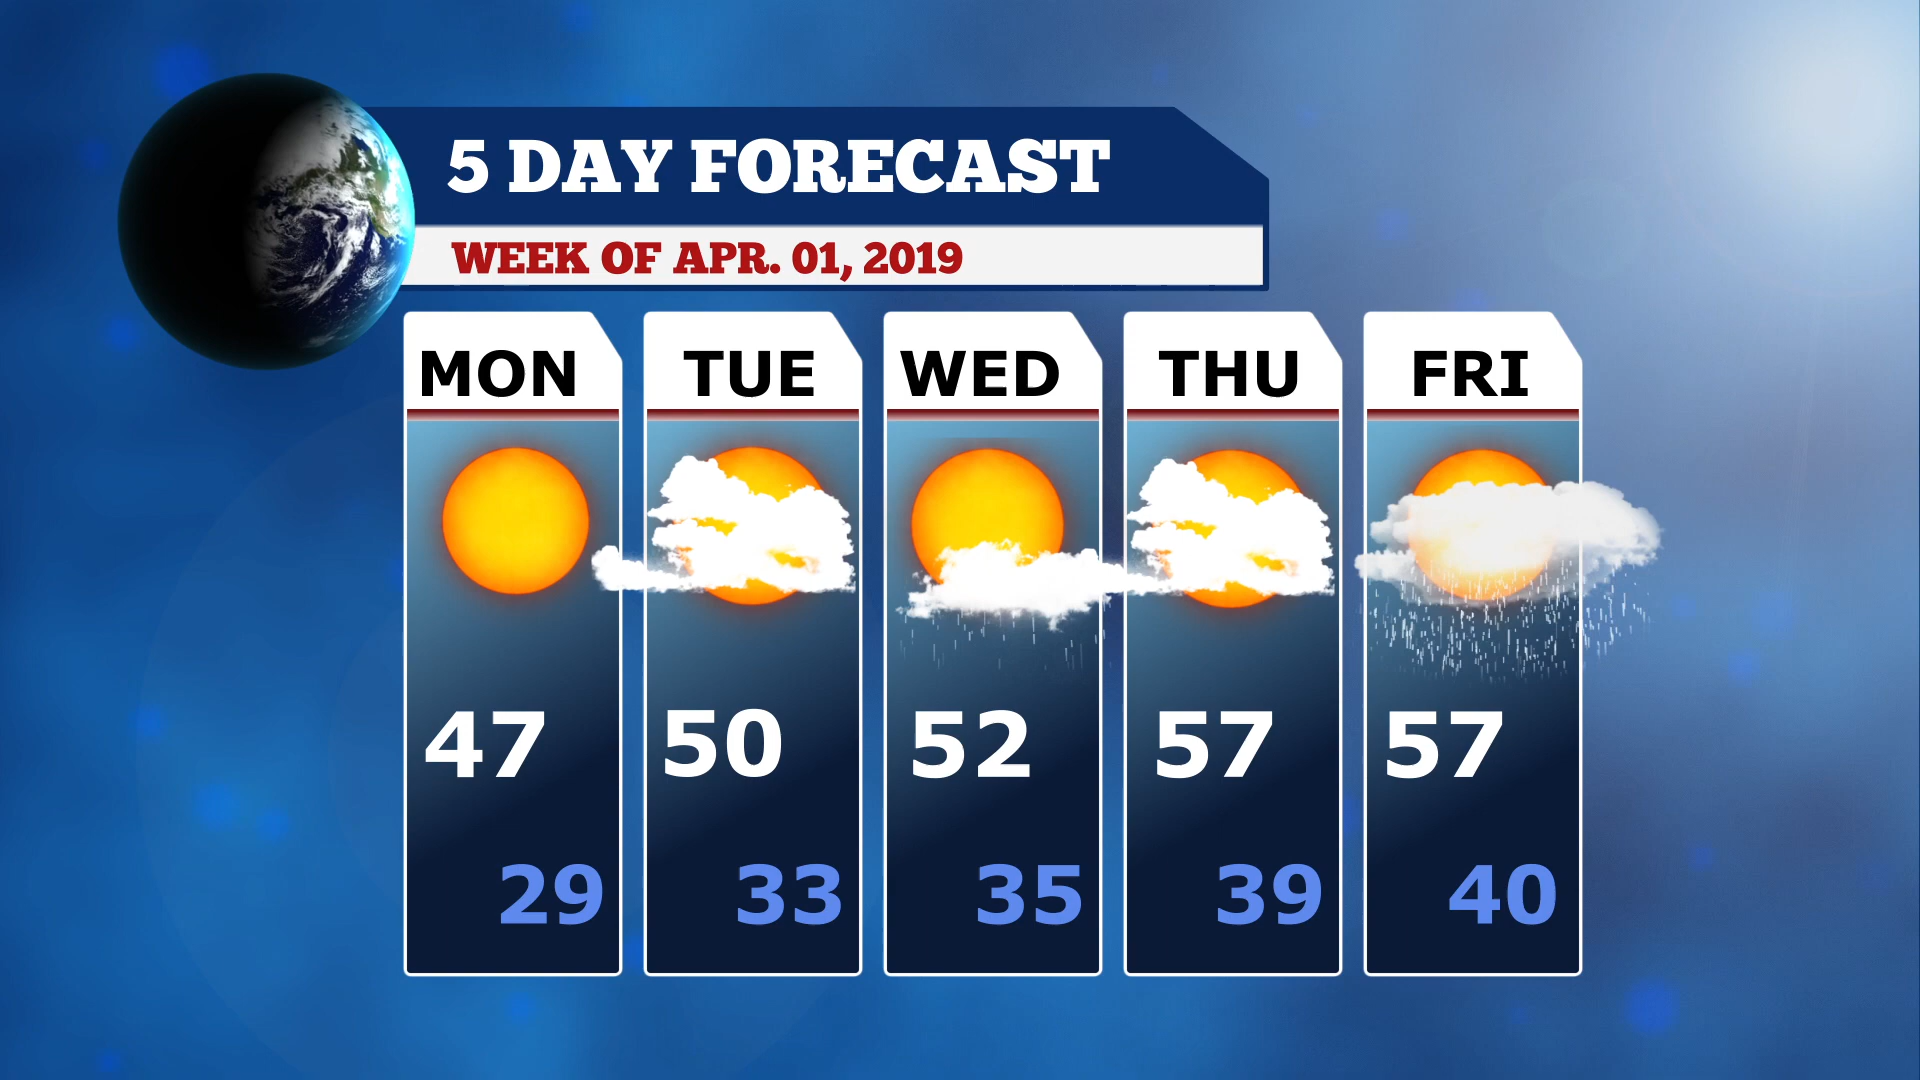 5 DAY FORECAST
WEEK OF APR. 01, 2019
MON TUE WED THU FRI
47 50 52 57 57
29 33 35 39 40